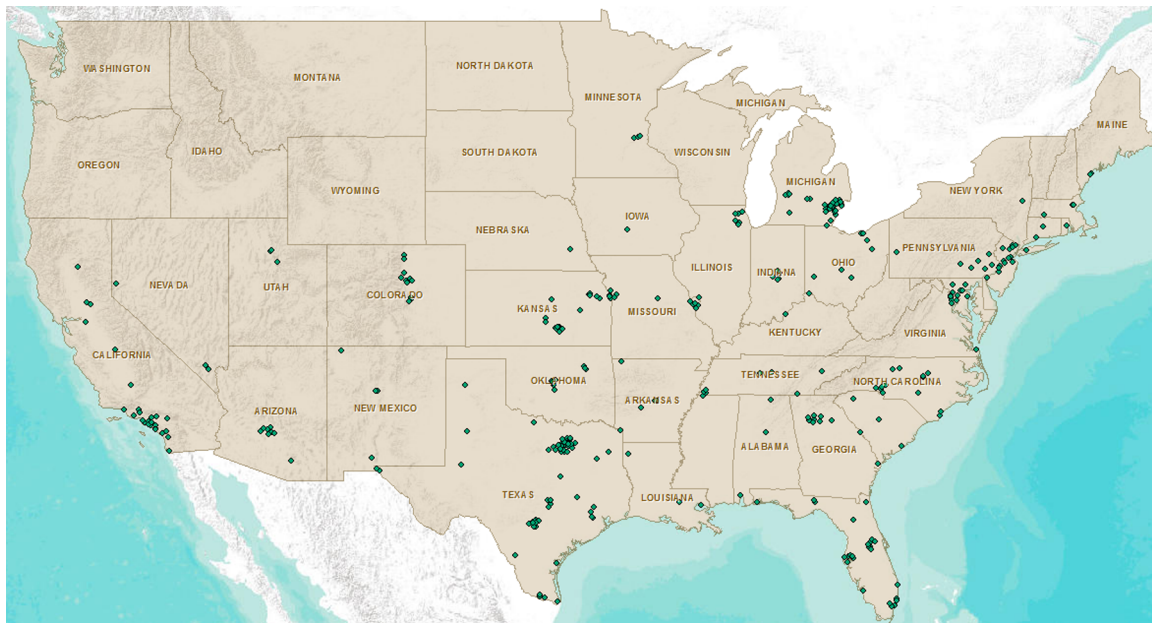 WASHINGTON
MONTANA
NORTH DAKOTA
MINNESOTA
MICHIGAN
MAINE
OREGON
IDAHO
SOUTH DAKOTA
WISCONSIN
WYOMING
MICHIGAN
NEW YORK
NEBRASKA
IOWA
NEVADA
UTAH
COLORADO
KANSAS
MISSOURI
ILLINOIS
INDIANA
OHIO
PENNSYLVANIA
CALIFORNIA
KENTUCKY
VIRGINIA
ARIZONA
NEW MEXICO
OKLAHOMA
ARKANSAS
TENNESSEE
NORTH CAROLINA
TEXAS
LOUISIANA
ALABAMA
GEORGIA